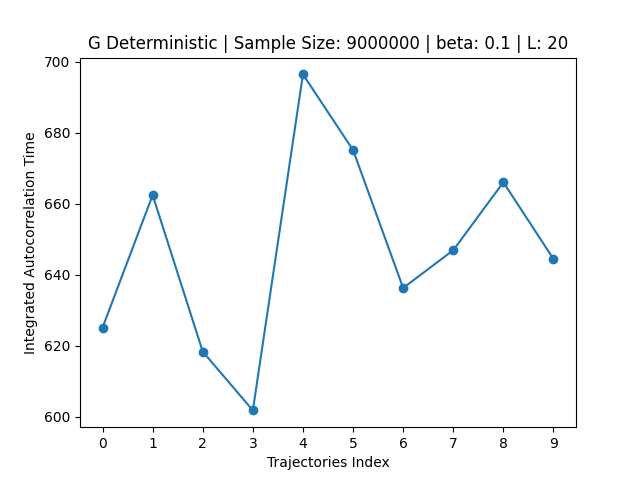 G Deterministic | Sample Size: 9000000 | beta: 0.1 | L: 20
Integrated Autocorrelation Time
700
680
660
640
620
600
0 1 2 3 4 5 6 7 8 9
Trajectories Index